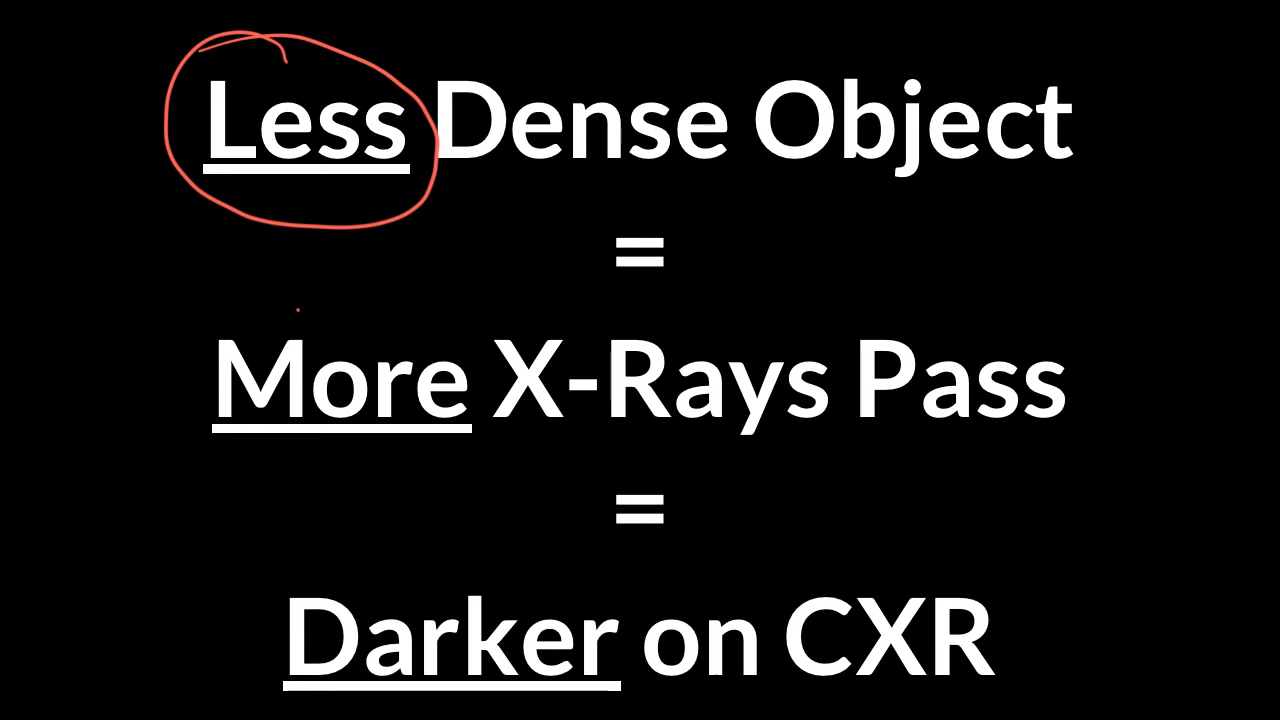 Less Dense Object
=
More X-Rays Pass
=
Darker on CXR